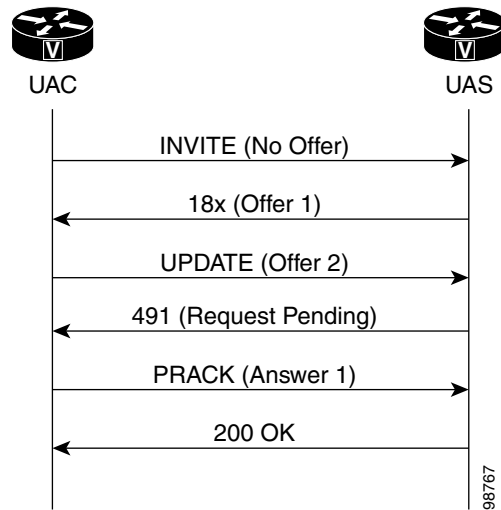 V V
UAC UAS
INVITE (No Offer)
18x (Offer 1)
UPDATE (Offer 2)
491 (Request Pending)
PRACK (Answer 1)
200 OK
98767